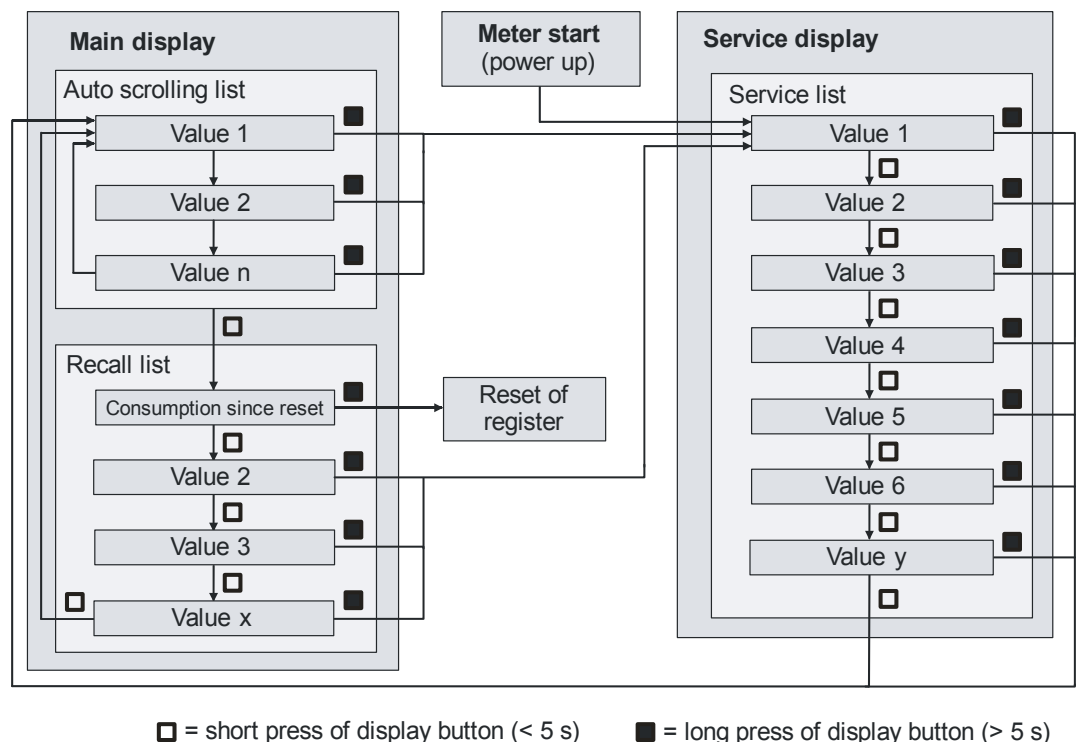 Main display
Auto scrolling list
Value 1
Value 2
Value n
Recall list
Consumption since reset
Value 2
Value 3
Value x
Meter start
(power up)
Reset of
register
Service display
Service list
Value 1
Value 2
Value 3
Value 4
Value 5
Value 6
Value y
= short press of display button (< 5 s)
= long press of display button (> 5 s)